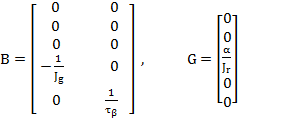 B = [ 0 0
0 0
0 0
-1/J_g 0
0 1/τ_β ] ,
G = [ 0
0
α/J_r
0
0 ]